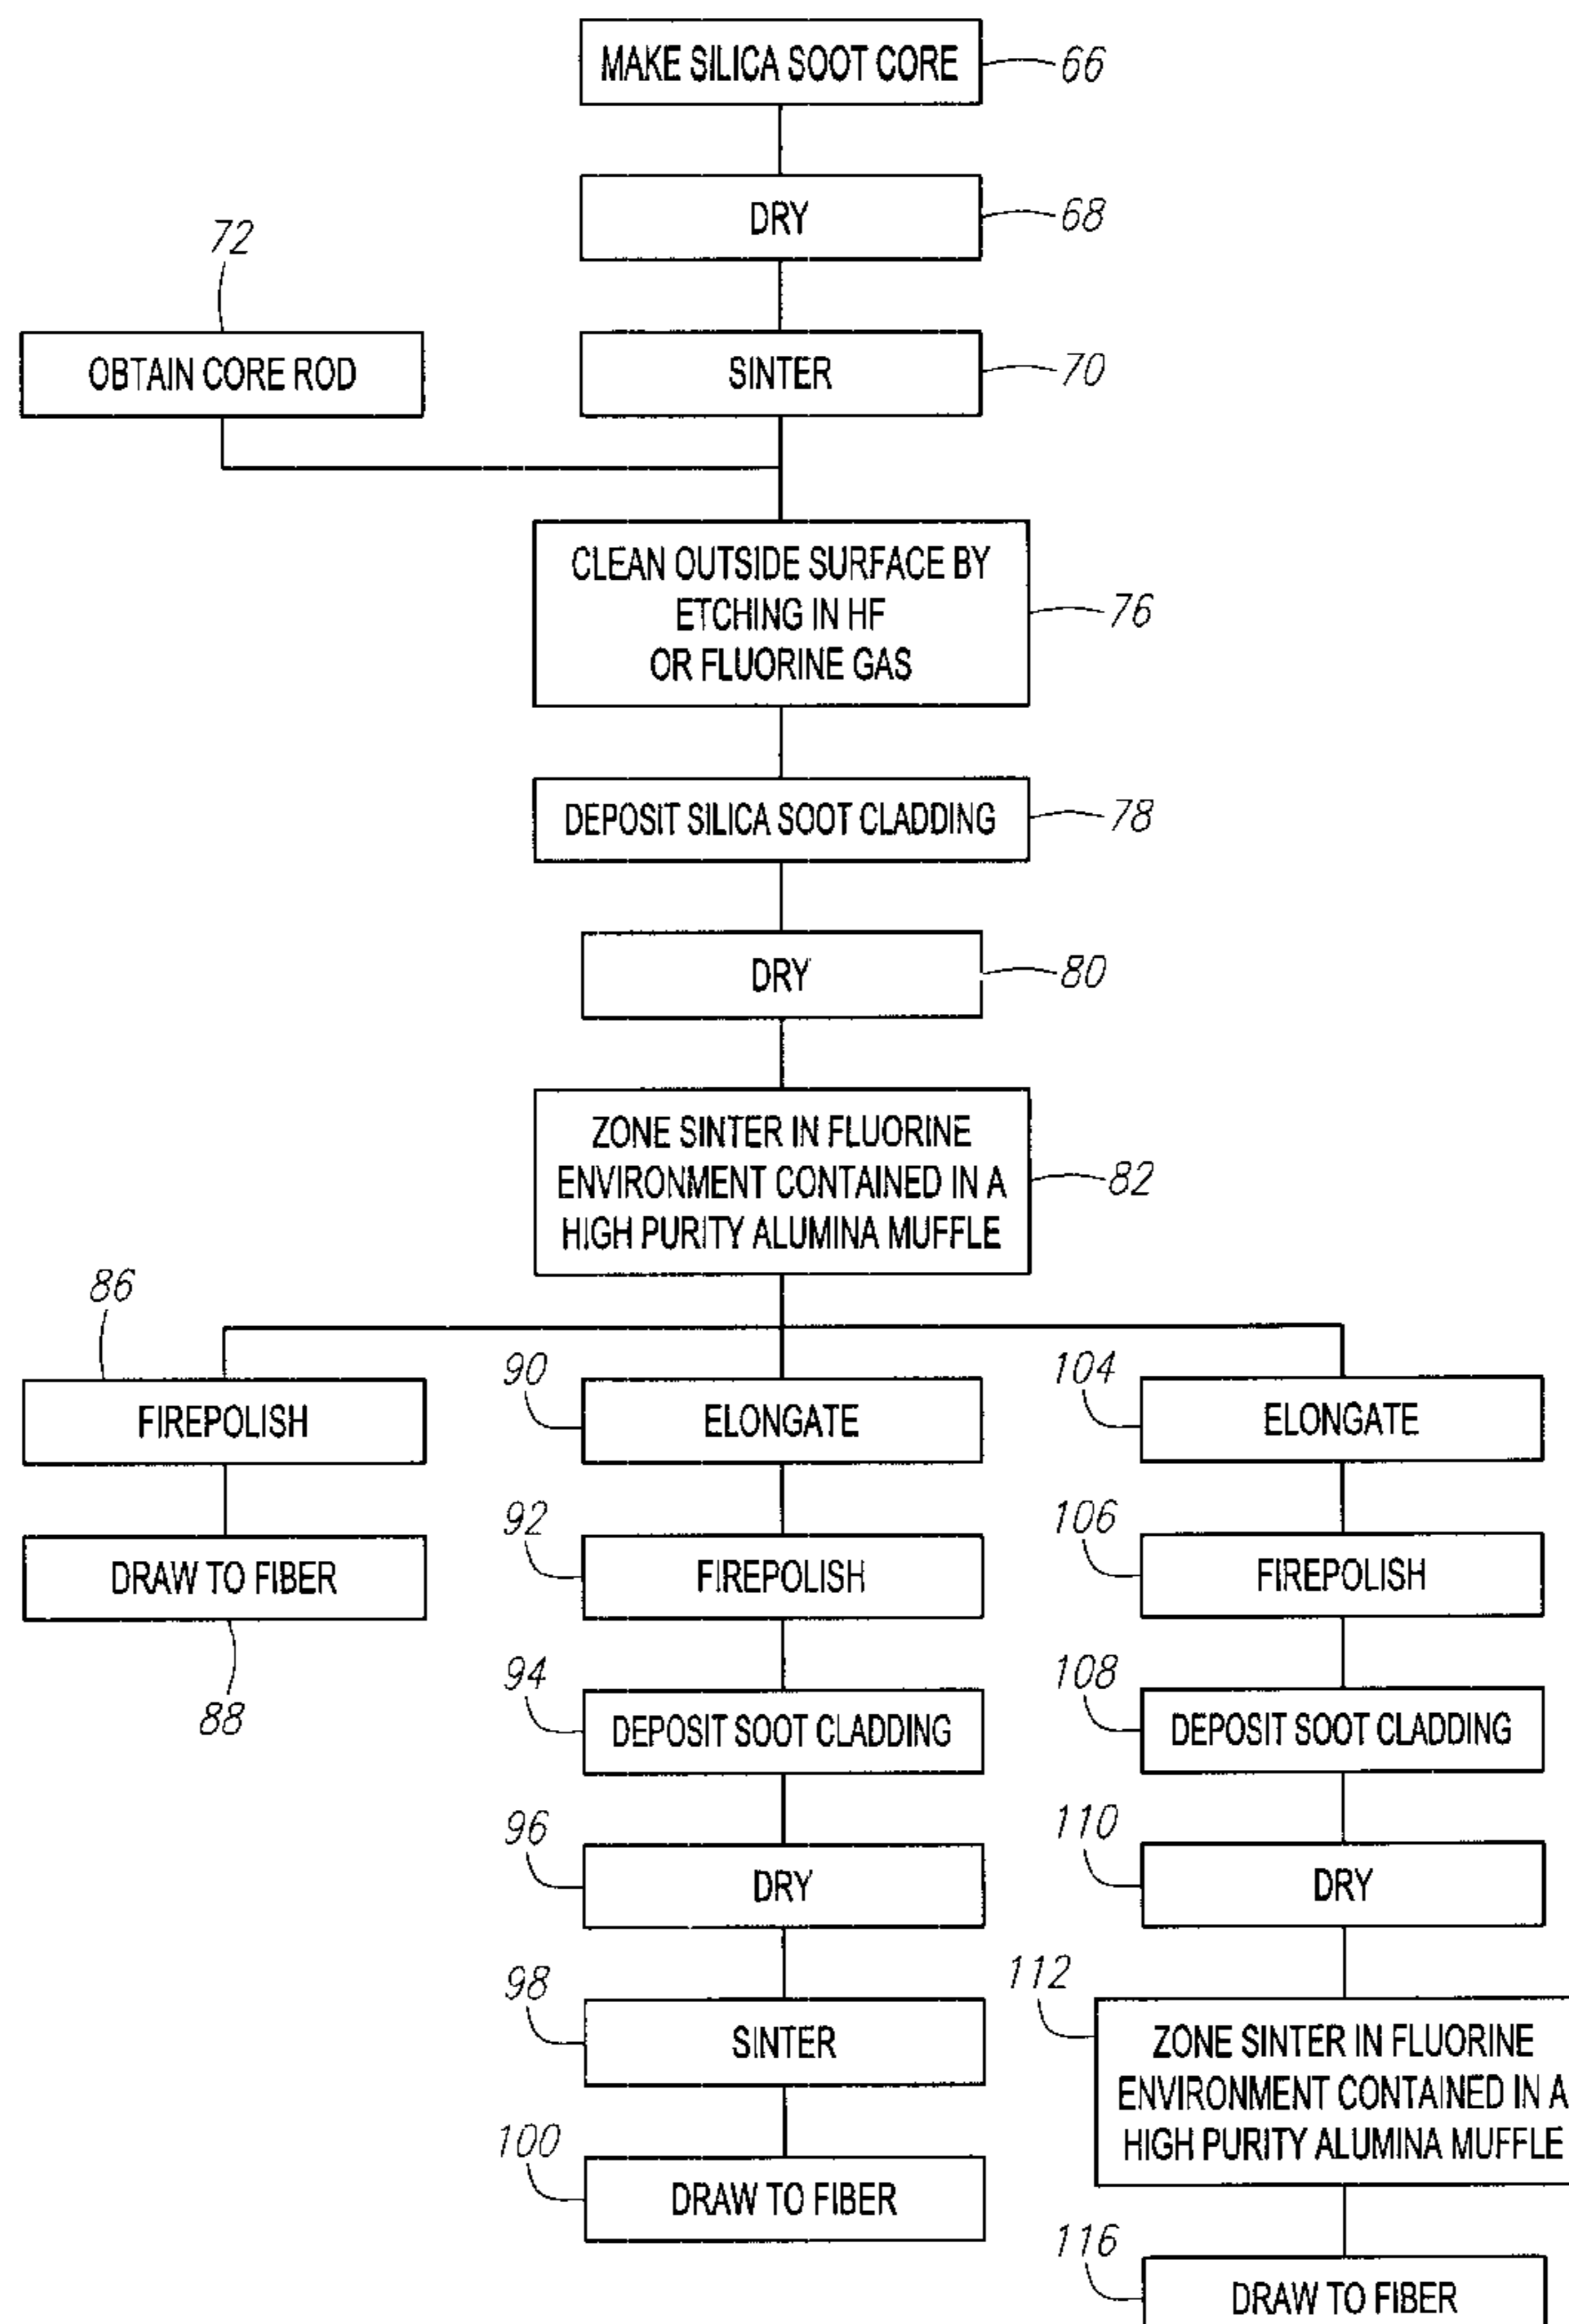 MAKE SILICA SOOT CORE
66
DRY
68
72
OBTAIN CORE ROD
SINTER
70
CLEAN OUTSIDE SURFACE BY
ETCHING IN HF
OR FLUORINE GAS
76
DEPOSIT SILICA SOOT CLADDING
78
DRY
80
ZONE SINTER IN FLUORINE
ENVIRONMENT CONTAINED IN A
HIGH PURITY ALUMINA MUFFLE
82
86
FIREPOLISH
DRAW TO FIBER
88
90
ELONGATE
92
FIREPOLISH
94
DEPOSIT SOOT CLADDING
96
DRY
98
SINTER
100
DRAW TO FIBER
104
ELONGATE
106
FIREPOLISH
108
DEPOSIT SOOT CLADDING
110
DRY
112
ZONE SINTER IN FLUORINE
ENVIRONMENT CONTAINED IN A
HIGH PURITY ALUMINA MUFFLE
116
DRAW TO FIBER